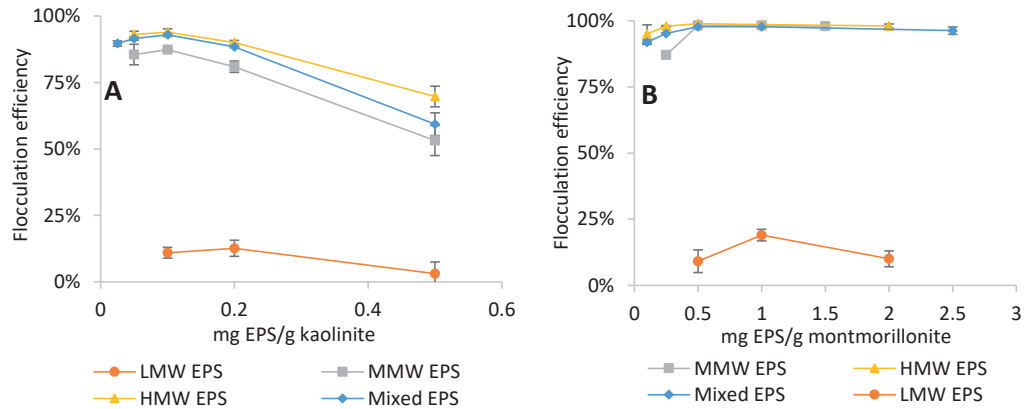 100%
75%
50%
25%
0%
Flocculation efficiency
A
0
0.2
0.4
0.6
mg EPS/g kaolinite
LMW EPS
MMW EPS
HMW EPS
Mixed EPS
100%
75%
50%
25%
0%
Flocculation efficiency
B
0
0.5
1
1.5
2
2.5
3
mg EPS/g montmorillonite
MMW EPS
HMW EPS
Mixed EPS
LMW EPS